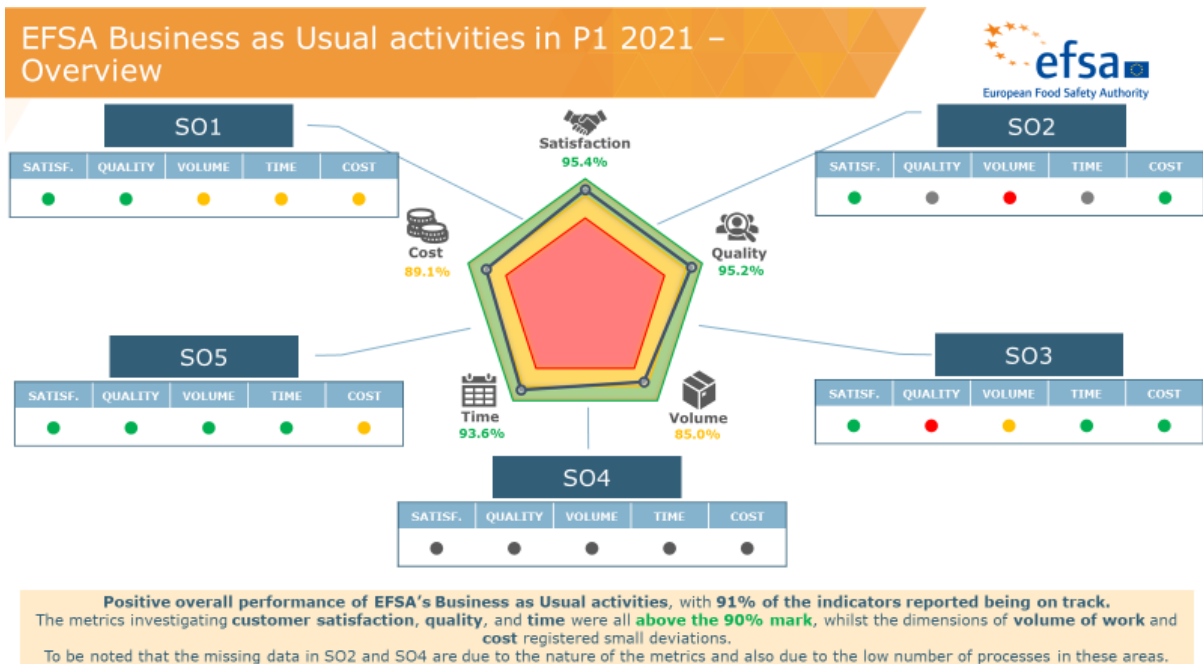 EFSA Business as Usual activities in P1 2021 –
Overview
efsa
European Food Safety Authority
SO1
SATISF. QUALITY VOLUME TIME COST
Satisfaction
95.4%
SO2
SATISF. QUALITY VOLUME TIME COST
Cost
89.1%
Quality
95.2%
SO5
SATISF. QUALITY VOLUME TIME COST
Time
93.6%
Volume
85.0%
SO3
SATISF. QUALITY VOLUME TIME COST
SO4
SATISF. QUALITY VOLUME TIME COST
Positive overall performance of EFSA's Business as Usual activities, with 91% of the indicators reported being on track.
The metrics investigating customer satisfaction, quality, and time were all above the 90% mark, whilst the dimensions of volume of work and
cost registered small deviations.
To be noted that the missing data in SO2 and SO4 are due to the nature of the metrics and also due to the low number of processes in these areas.